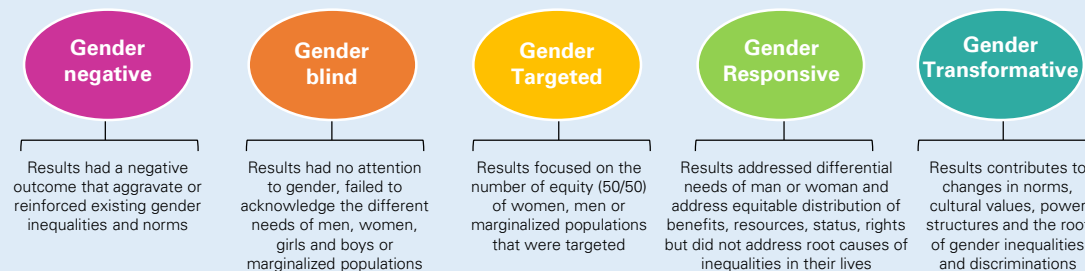 Gender
negative
Gender
blind
Gender
Targeted
Gender
Responsive
Gender
Transformative
Results had a negative
outcome that aggravate or
reinforced existing gender
inequalities and norms
Results had no attention
to gender, failed to
acknowledge the different
needs of men, women,
girls and boys or
marginalized populations
Results focused on the
number of equity (50/50)
of women, men or
marginalized populations
that were targeted
Results addressed differential
needs of man or woman and
address equitable distribution of
benefits, resources, status, rights
but did not address root causes of
inequalities in their lives
Results contributes to
changes in norms,
cultural values, power
structures and the root
of gender inequalities
and discriminations